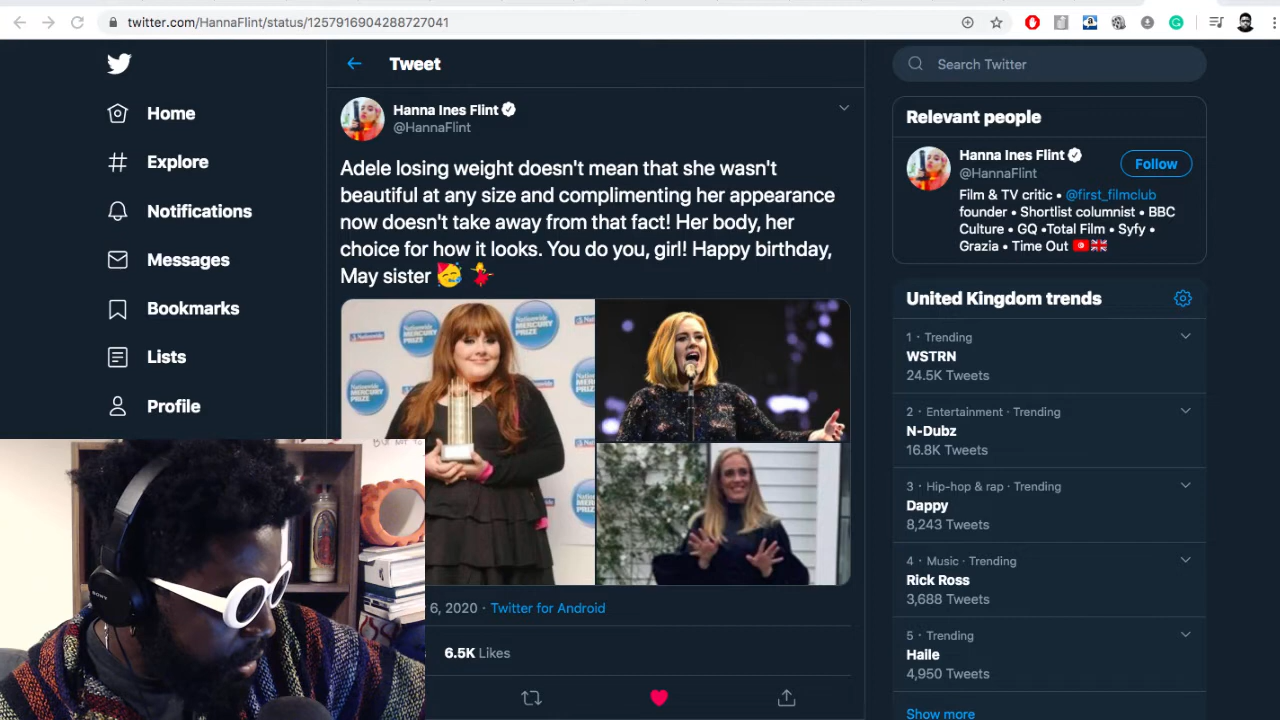 twitter.com/HannaFlint/status/1257916904288727041
Home
Explore
Notifications
Messages
Bookmarks
Lists
Profile
Tweet
Hanna Ines Flint
@HannaFlint
Adele losing weight doesn't mean that she wasn't
beautiful at any size and complimenting her appearance
now doesn't take away from that fact! Her body, her
choice for how it looks. You do you, girl! Happy birthday,
May sister 🥳 💃
Nationwide
MERCURY
PRIZE
6, 2020 · Twitter for Android
6.5K Likes
SONY
Search Twitter
Relevant people
Hanna Ines Flint
@HannaFlint
Follow
Film & TV critic • @first_filmclub
founder • Shortlist columnist • BBC
Culture • GQ •Total Film • Syfy •
Grazia • Time Out 🇹🇳🇬🇧
United Kingdom trends
1 · Trending
WSTRN
24.5K Tweets
2 · Entertainment · Trending
N-Dubz
16.8K Tweets
3 · Hip-hop & rap · Trending
Dappy
8,243 Tweets
4 · Music · Trending
Rick Ross
3,688 Tweets
5 · Trending
Haile
4,950 Tweets
Show more